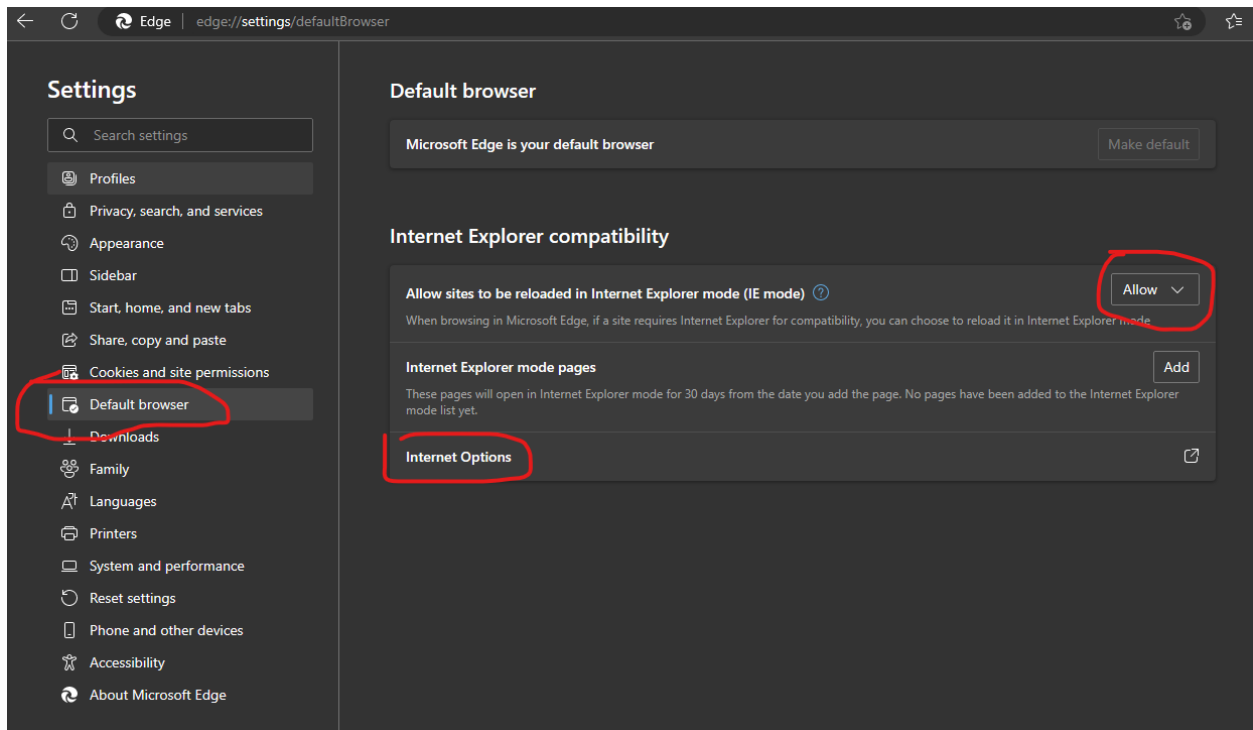 Edge | edge://settings/defaultBrowser
Settings
Search settings
Profiles
Privacy, search, and services
Appearance
Sidebar
Start, home, and new tabs
Share, copy and paste
Cookies and site permissions
Default browser
Downloads
Family
Languages
Printers
System and performance
Reset settings
Phone and other devices
Accessibility
About Microsoft Edge
Default browser
Microsoft Edge is your default browser
Make default
Internet Explorer compatibility
Allow sites to be reloaded in Internet Explorer mode (IE mode)
Allow
When browsing in Microsoft Edge, if a site requires Internet Explorer for compatibility, you can choose to reload it in Internet Explorer mode
Internet Explorer mode pages
Add
These pages will open in Internet Explorer mode for 30 days from the date you add the page. No pages have been added to the Internet Explorer
mode list yet.
Internet Options